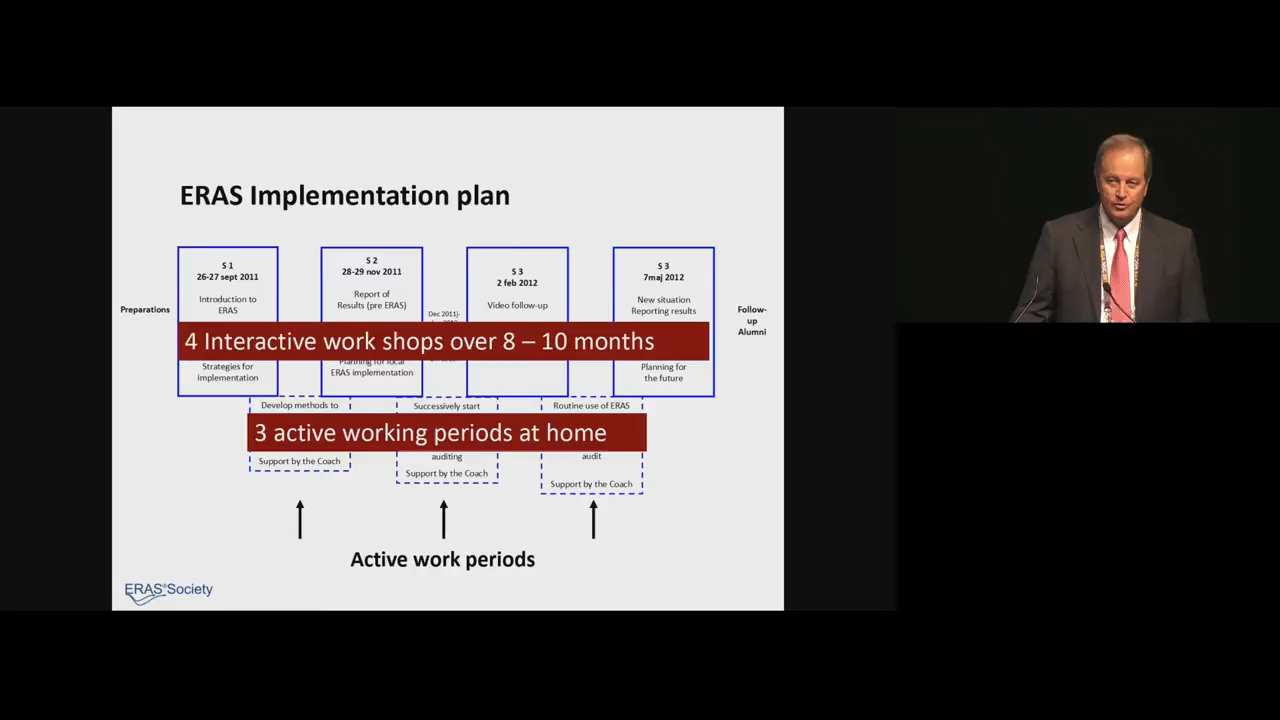 ERAS Implementation plan
Preparations
S 1
26-27 sept 2011
Introduction to
ERAS
Strategies for
implementation
S 2
28-29 nov 2011
Report of
Results (pre ERAS)
Planning for local
ERAS implementation
Dec 2011j-
S 3
2 feb 2012
Video follow-up
S 3
7maj 2012
New situation
Reporting results
Planning for
the future
Follow-
up
Alumni
4 Interactive work shops over 8 – 10 months
Develop methods to
Support by the Coach
Successively start
auditing
Support by the Coach
Routine use of ERAS
audit
Support by the Coach
3 active working periods at home
Active work periods
ERAS®Society